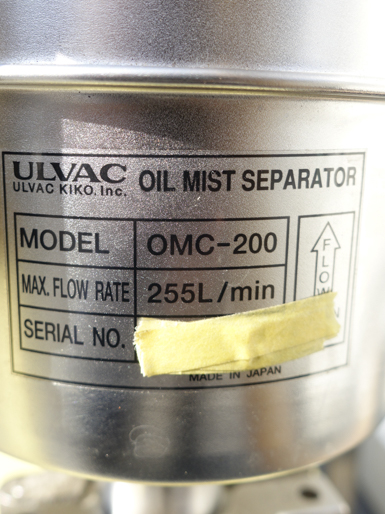 ULVAC OIL MIST SEPARATOR
ULVAC KIKO. Inc.
MODEL OMC-200
MAX. FLOW RATE 255L/min
SERIAL NO.
FLOW
MADE IN JAPAN